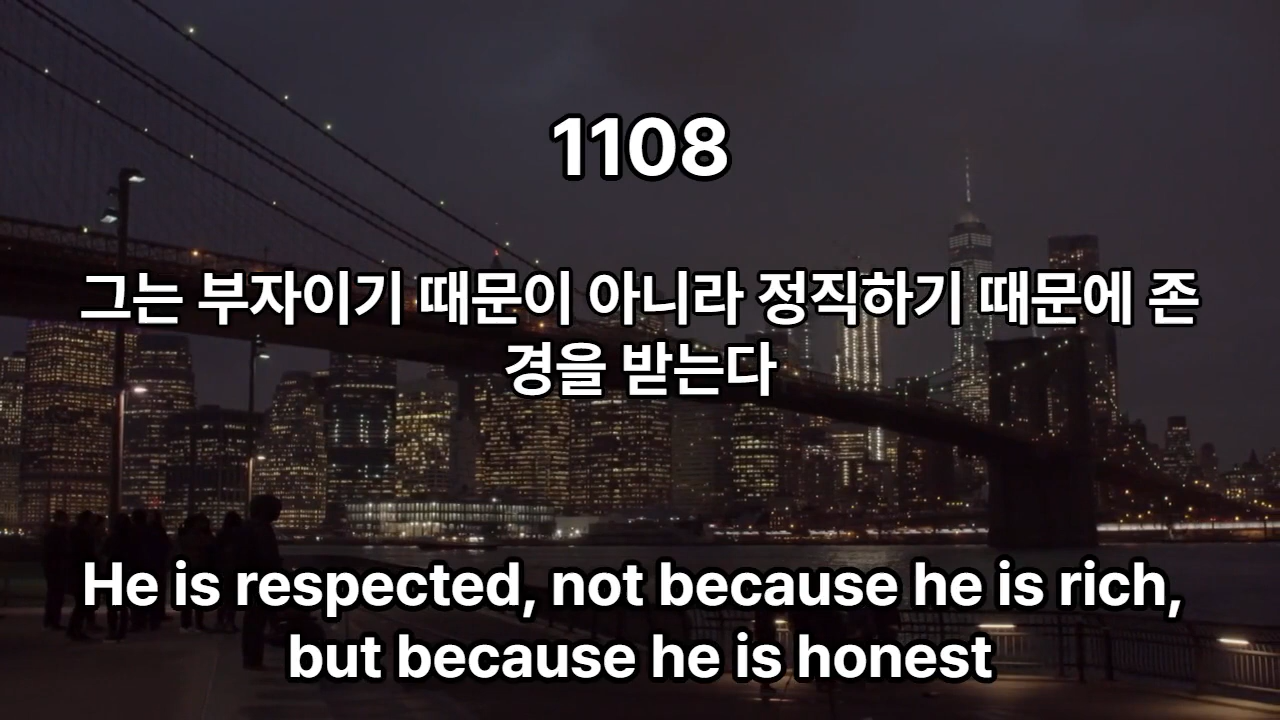 1108
그는 부자이기 때문이 아니라 정직하기 때문에 존
경을 받는다
He is respected, not because he is rich,
but because he is honest